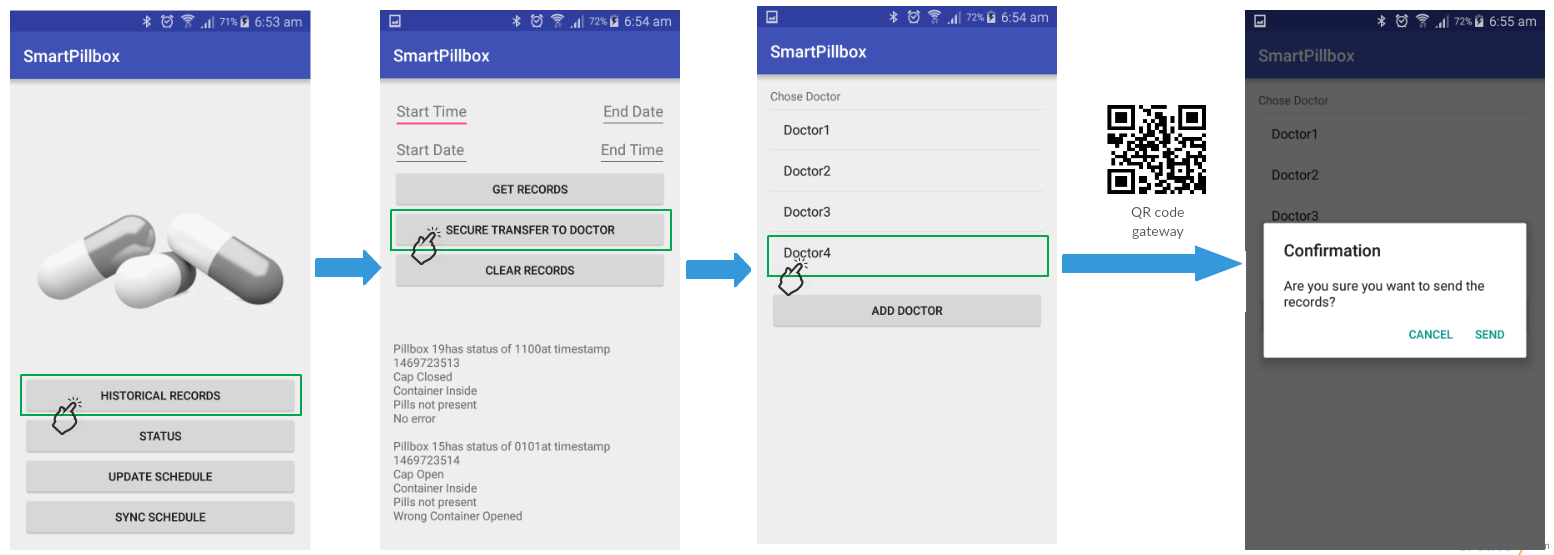 71% 6:53 am
SmartPillbox
HISTORICAL RECORDS
STATUS
UPDATE SCHEDULE
SYNC SCHEDULE
72% 6:54 am
SmartPillbox
Start Time End Date
Start Date End Time
GET RECORDS
SECURE TRANSFER TO DOCTOR
CLEAR RECORDS
Pillbox 19has status of 1100at timestamp
1469723513
Cap Closed
Container Inside
Pills not present
No error
Pillbox 15has status of 0101at timestamp
1469723514
Cap Open
Container Inside
Pills not present
Wrong Container Opened
72% 6:54 am
SmartPillbox
Chose Doctor
Doctor1
Doctor2
Doctor3
Doctor4
ADD DOCTOR
QR code
gateway
72% 6:55 am
SmartPillbox
Chose Doctor
Doctor1
Doctor2
Doctor3
Confirmation
Are you sure you want to send the
records?
CANCEL SEND